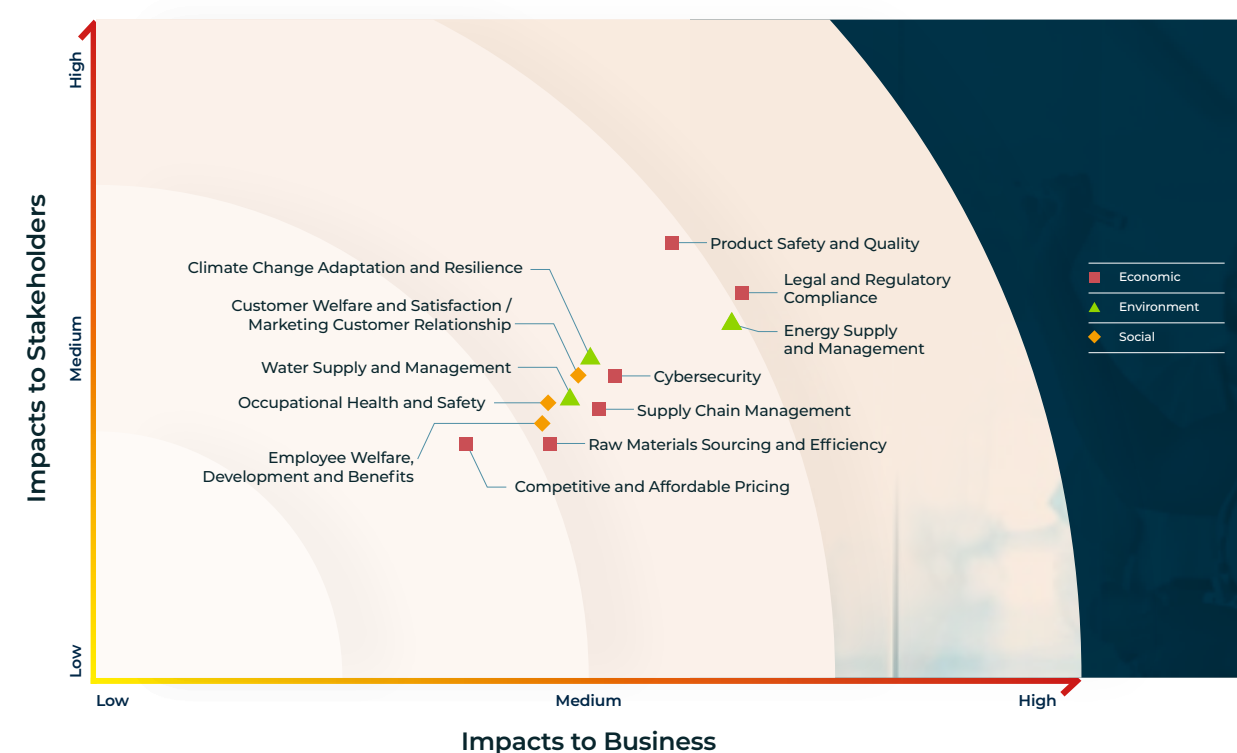 High
Medium
Low
Impacts to Stakeholders
Product Safety and Quality
Climate Change Adaptation and Resilience
Legal and Regulatory
Compliance
Customer Welfare and Satisfaction /
Marketing Customer Relationship
Energy Supply
and Management
Water Supply and Management
Cybersecurity
Occupational Health and Safety
Supply Chain Management
Raw Materials Sourcing and Efficiency
Employee Welfare,
Development and Benefits
Competitive and Affordable Pricing
Economic
Environment
Social
Low
Medium
High
Impacts to Business